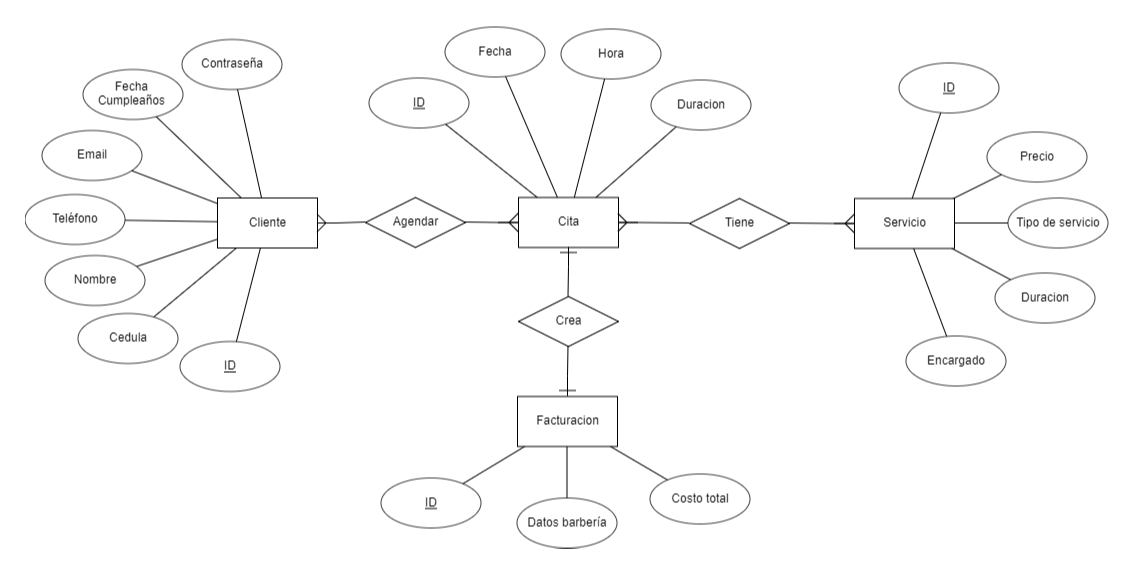 Contraseña
Fecha
Cumpleaños
Email
Teléfono
Nombre
Cedula
ID
Cliente
Agendar
Fecha
Hora
ID
Duracion
Cita
Tiene
ID
Precio
Servicio
Tipo de servicio
Duracion
Encargado
Crea
Facturacion
ID
Datos barbería
Costo total